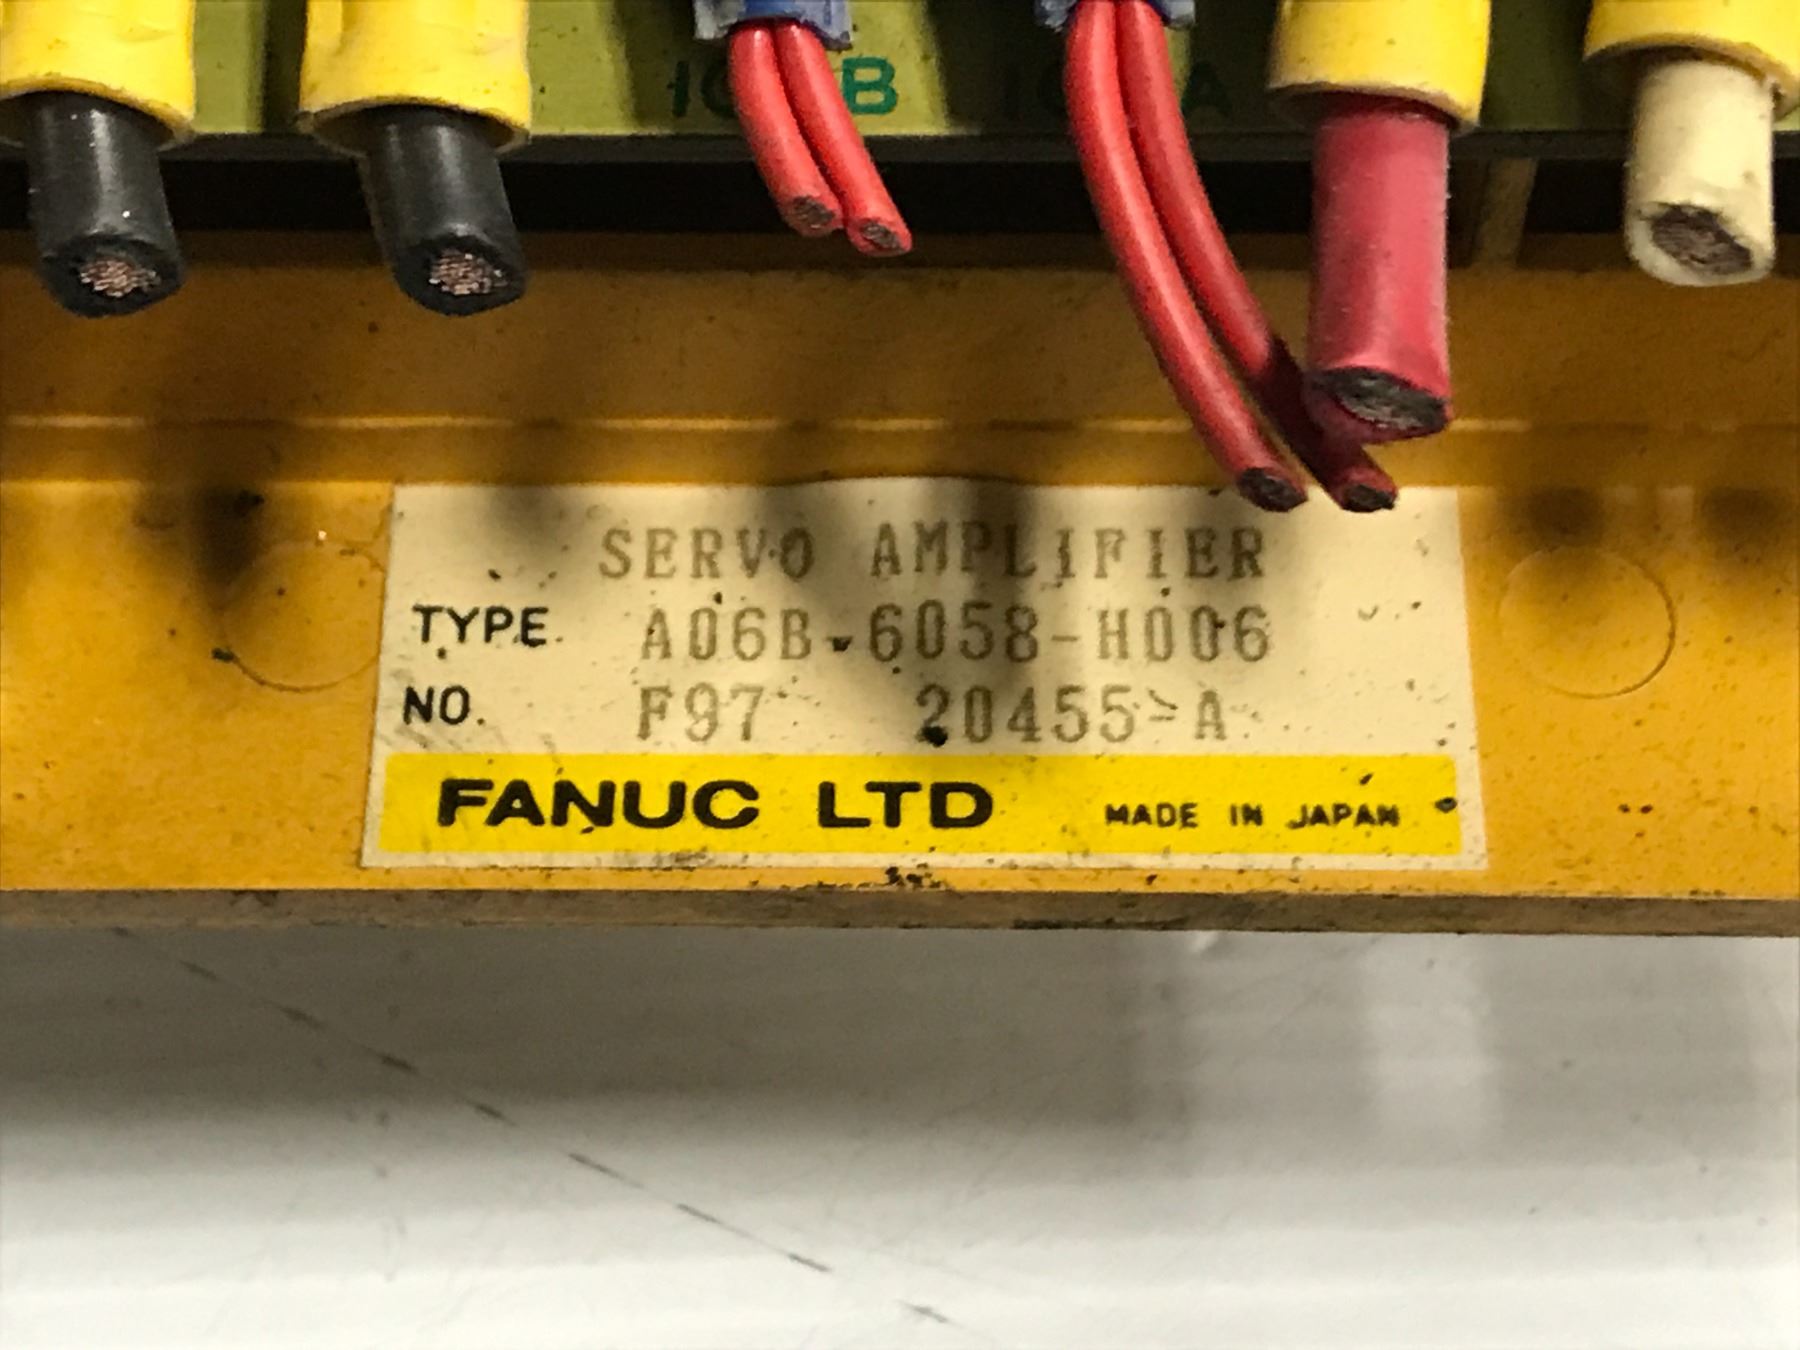 SERVO AMPLIFIER
TYPE. A06B-6058-H006
NO. F97 20455-A
FANUC LTD MADE IN JAPAN